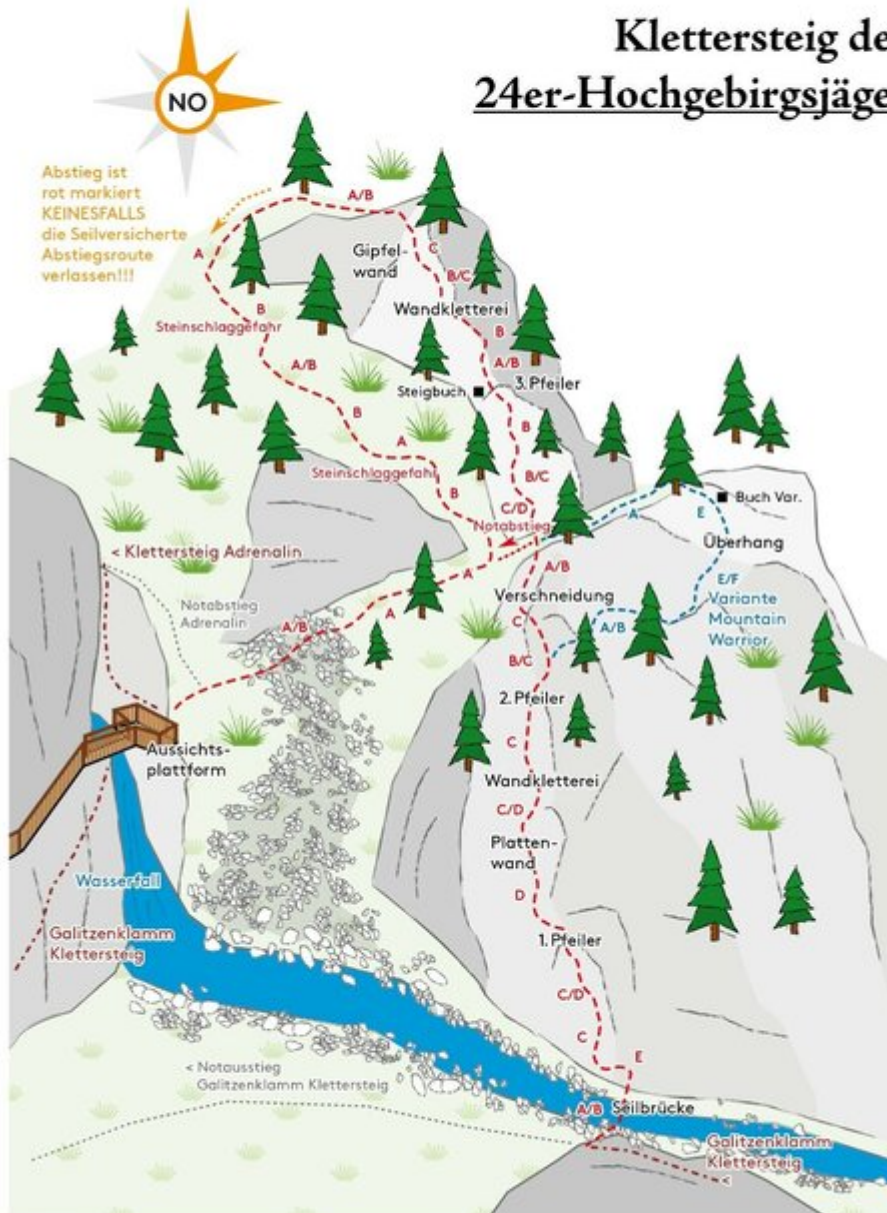 Klettersteig de
24er-Hochgebirgsjäge
NO
Abstieg ist
rot markiert
KEINESFALLS
die Seilversicherte
Abstiegsroute
verlassen!!!
A/B
A
C
Gipfel-
wand
B/C
B
Wandkletterei
Steinschlaggefahr
B
A/B
A/B
3. Pfeiler
Steigbuch
B
B
A
Steinschlaggefahr
B/C
B
C/D
Notabstieg
A
E
Buch Var.
Überhang
< Klettersteig Adrenalin
A
A/B
E/F
Verschneidung
Variante
Mountain
Warrior
Notabstieg
Adrenalin
A
A/B
C
A/B
B/C
2. Pfeiler
Aussichts-
plattform
C
Wandkletterei
C/D
Platten-
wand
Wasserfall
D
Galitzenklamm
Klettersteig
1. Pfeiler
C/D
C
E
< Notausstieg
Galitzenklamm Klettersteig
A/B
Seilbrücke
Galitzenklamm
Klettersteig
<